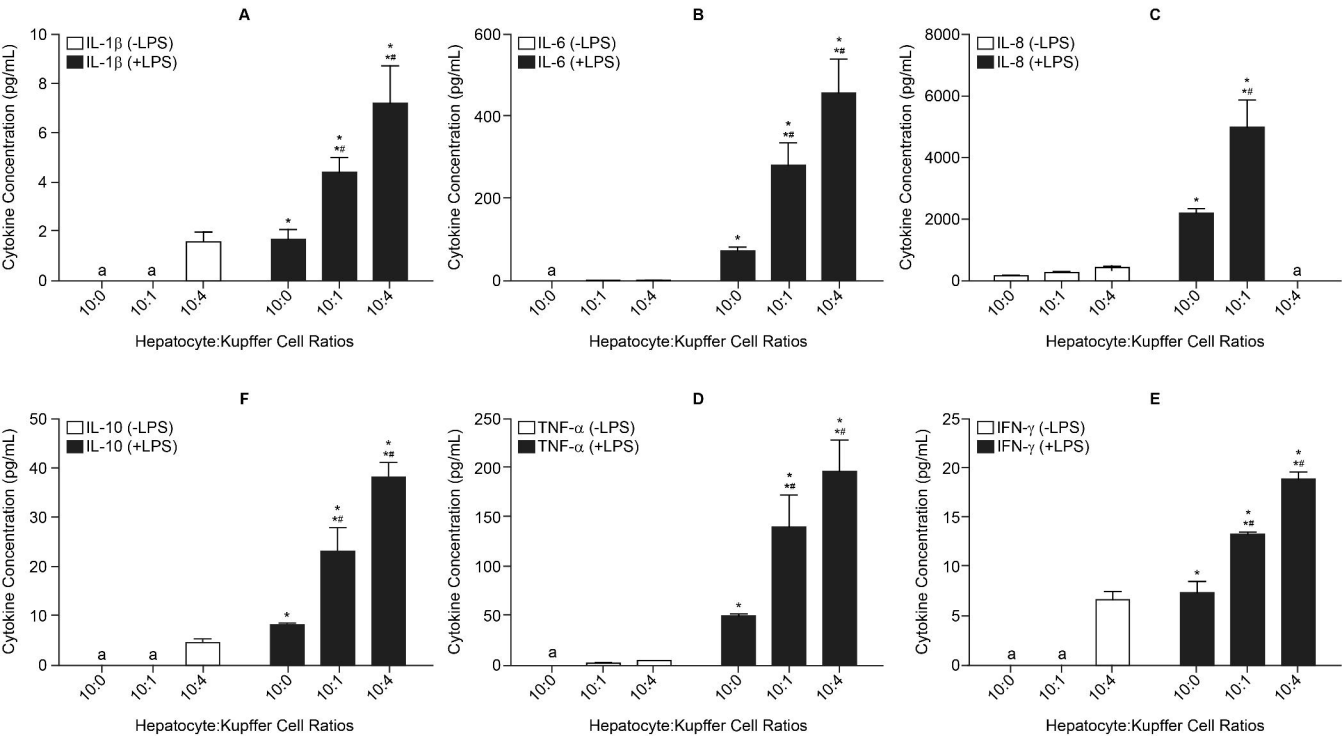 A
IL-1β (-LPS)
IL-1β (+LPS)
Cytokine Concentration (pg/mL)
10
8
6
4
2
0
a
a
*
*
*#
*
*#
10:0
10:1
10:4
10:0
10:1
10:4
Hepatocyte:Kupffer Cell Ratios
B
IL-6 (-LPS)
IL-6 (+LPS)
Cytokine Concentration (pg/mL)
600
400
200
0
a
*
*
*#
*
*#
10:0
10:1
10:4
10:0
10:1
10:4
Hepatocyte:Kupffer Cell Ratios
C
IL-8 (-LPS)
IL-8 (+LPS)
Cytokine Concentration (pg/mL)
8000
6000
4000
2000
0
*
*
*#
a
10:0
10:1
10:4
10:0
10:1
10:4
Hepatocyte:Kupffer Cell Ratios
F
IL-10 (-LPS)
IL-10 (+LPS)
Cytokine Concentration (pg/mL)
50
40
30
20
10
0
a
a
*
*
*#
*
*#
10:0
10:1
10:4
10:0
10:1
10:4
Hepatocyte:Kupffer Cell Ratios
D
TNF-α (-LPS)
TNF-α (+LPS)
Cytokine Concentration (pg/mL)
250
200
150
100
50
0
a
*
*
*#
*
*#
10:0
10:1
10:4
10:0
10:1
10:4
Hepatocyte:Kupffer Cell Ratios
E
IFN-γ (-LPS)
IFN-γ (+LPS)
Cytokine Concentration (pg/mL)
25
20
15
10
5
0
a
a
*
*
*#
*
*#
10:0
10:1
10:4
10:0
10:1
10:4
Hepatocyte:Kupffer Cell Ratios